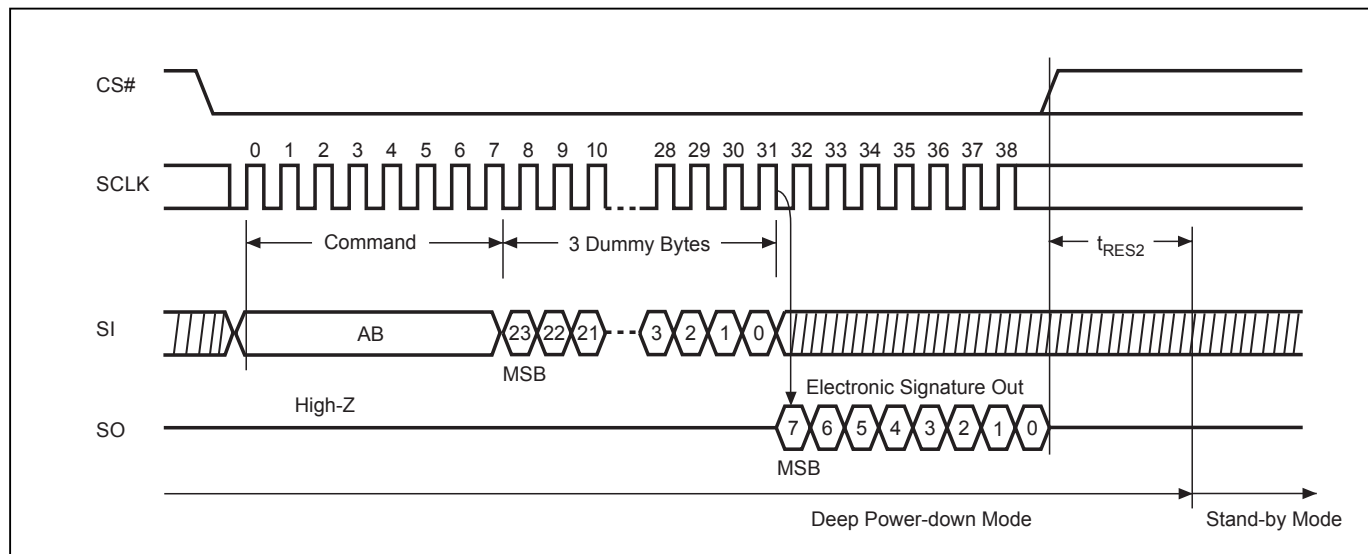 CS#
0 1 2 3 4 5 6 7 8 9 10 28 29 30 31 32 33 34 35 36 37 38
SCLK
Command 3 Dummy Bytes tRES2
SI AB 23 22 21 3 2 1 0
MSB
High-Z Electronic Signature Out
SO 7 6 5 4 3 2 1 0
MSB
Deep Power-down Mode Stand-by Mode